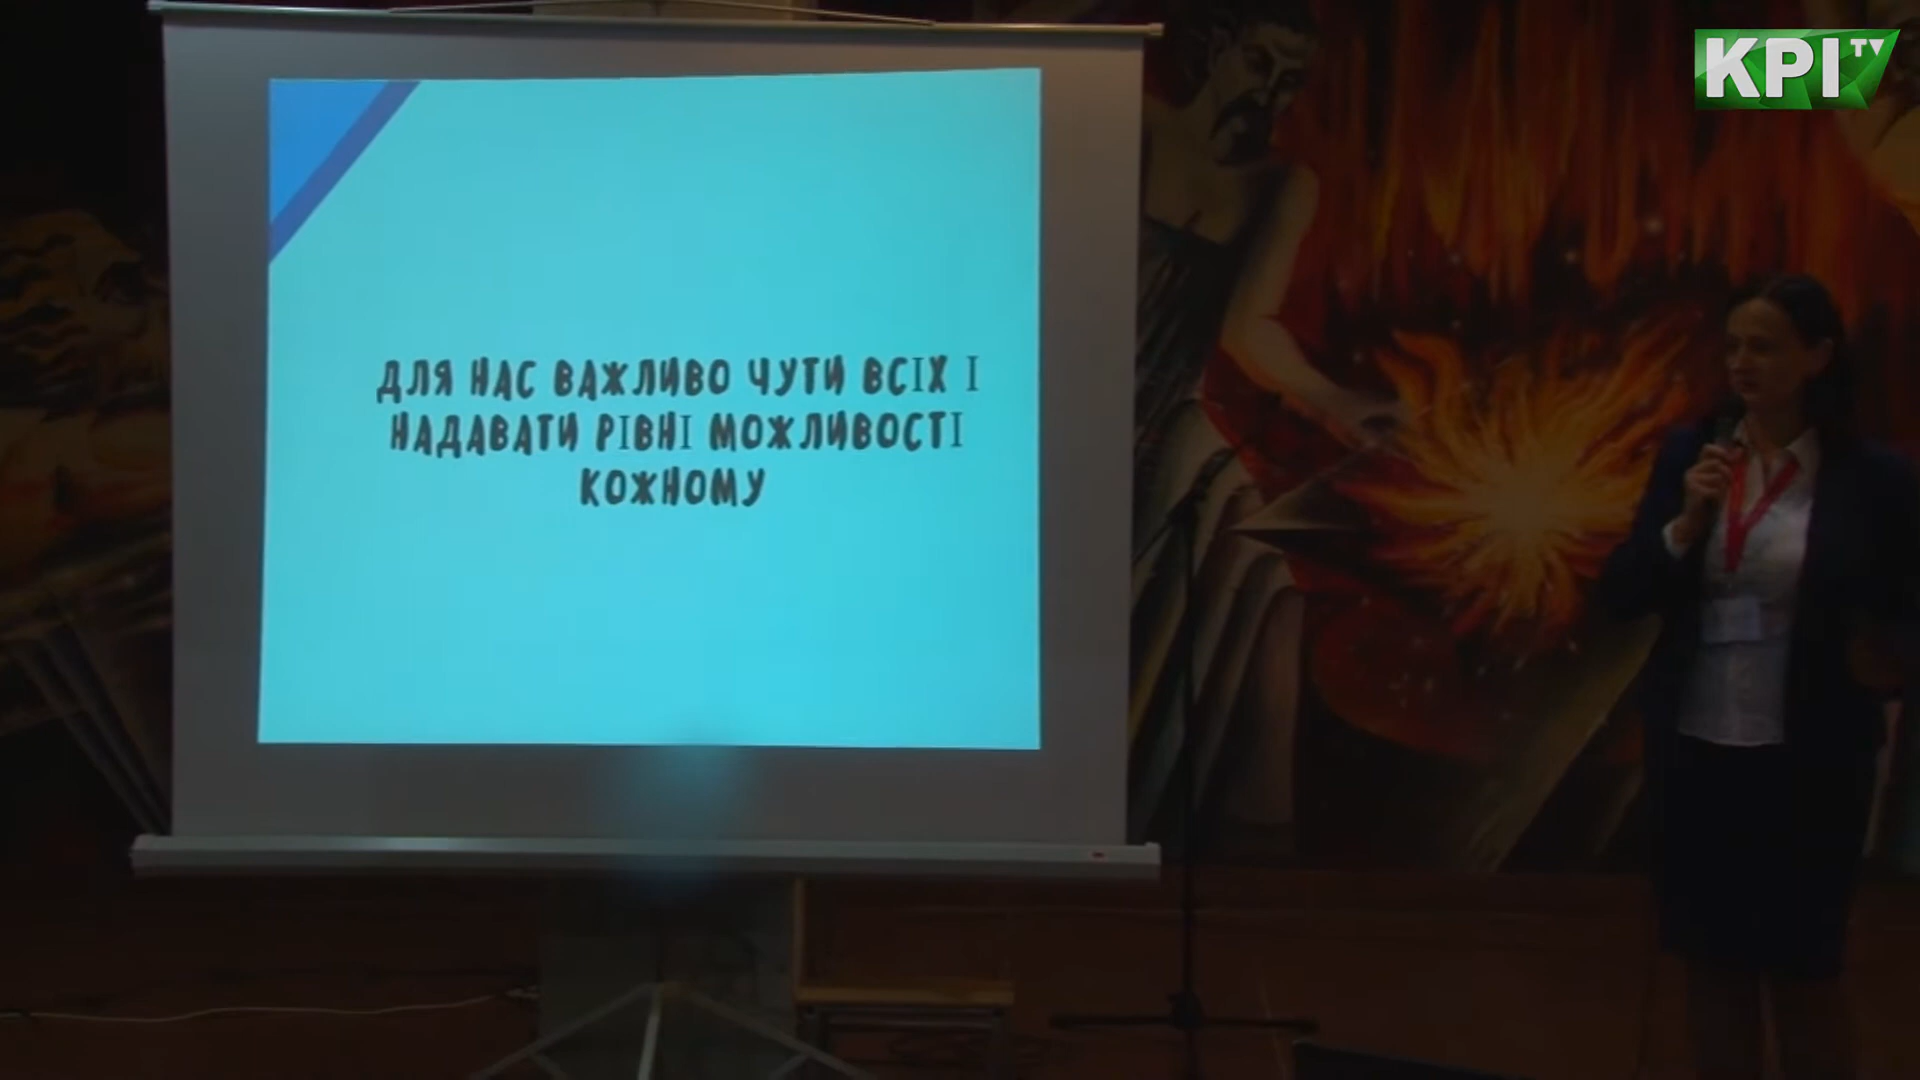 KPI TV
ДЛЯ НАС ВАЖЛИВО ЧУТИ ВСІХ І
НАДАВАТИ РІВНІ МОЖЛИВОСТІ
КОЖНОМУ